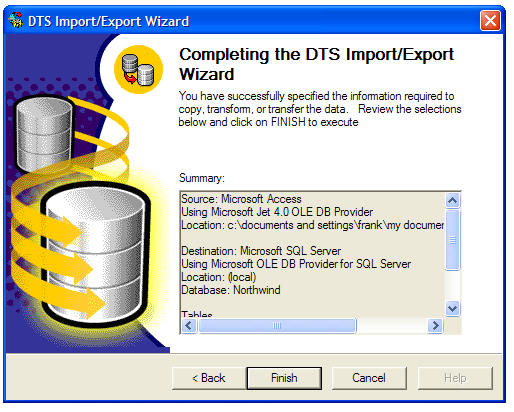 DTS Import/Export Wizard
Completing the DTS Import/Export
Wizard
You have successfully specified the information required to
copy, transform, or transfer the data. Review the selections
below and click on FINISH to execute
Summary:
Source: Microsoft Access
Using Microsoft Jet 4.0 OLE DB Provider
Location: c:\documents and settings\frank\my documer
Destination: Microsoft SQL Server
Using Microsoft OLE DB Provider for SQL Server
Location: (local)
Database: Northwind
Tables
< Back
Finish
Cancel
Help